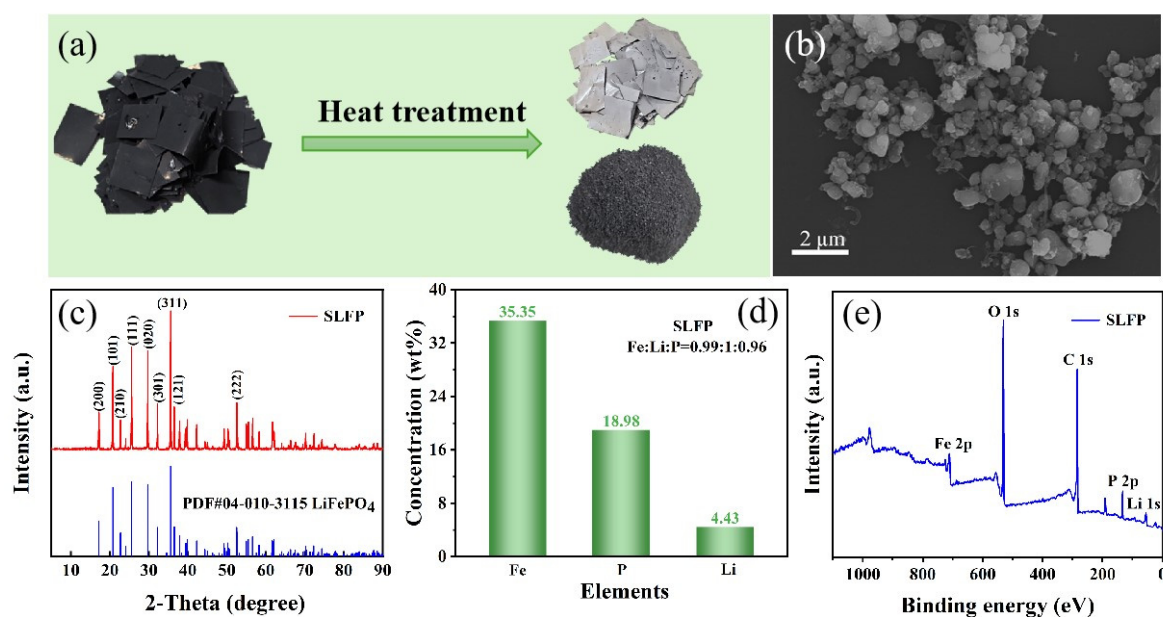 (a)
Heat treatment
(b)
2 μm
(c)
SLFP
(200)
(101)
(210)
(111)
(020)
(301)
(311)
(121)
(222)
PDF#04-010-3115 LiFePO4
Intensity (a.u.)
10 20 30 40 50 60 70 80 90
2-Theta (degree)
(d)
SLFP
Fe:Li:P=0.99:1:0.96
35.35
18.98
4.43
Concentration (wt%)
40
32
24
16
8
0
Fe P Li
Elements
(e)
SLFP
O 1s
C 1s
Fe 2p
P 2p
Li 1s
Intensity (a.u.)
1000 800 600 400 200 0
Binding energy (eV)